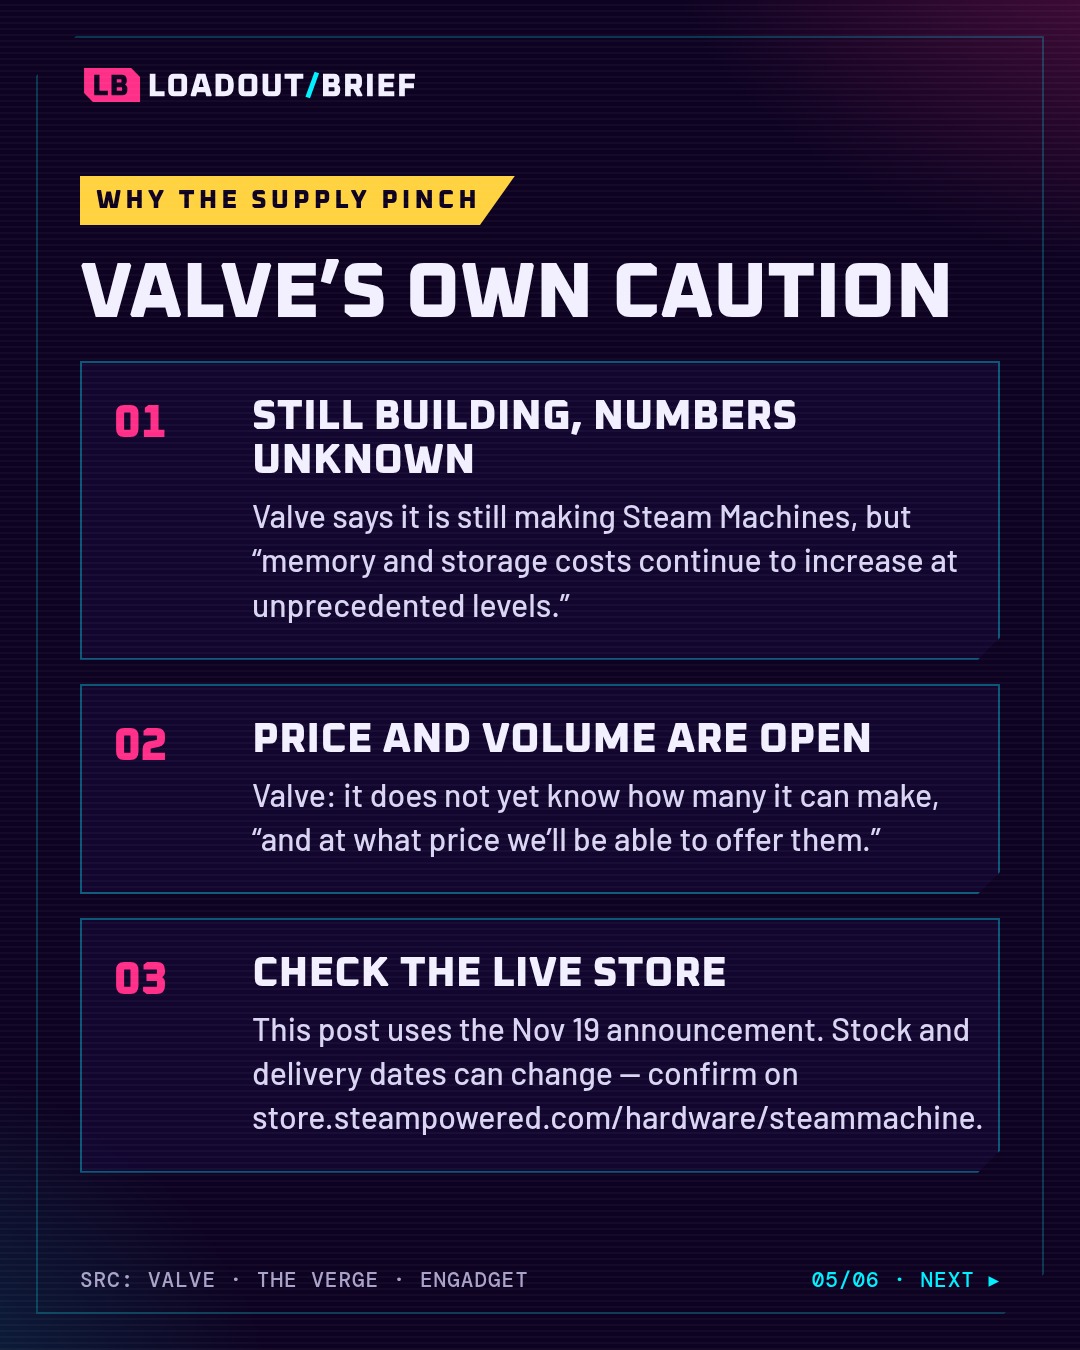 LB LOADOUT/BRIEF
WHY THE SUPPLY PINCH
VALVE’S OWN CAUTION
01
STILL BUILDING, NUMBERS
UNKNOWN
Valve says it is still making Steam Machines, but
“memory and storage costs continue to increase at
unprecedented levels.”
02
PRICE AND VOLUME ARE OPEN
Valve: it does not yet know how many it can make,
“and at what price we’ll be able to offer them.”
03
CHECK THE LIVE STORE
This post uses the Nov 19 announcement. Stock and
delivery dates can change — confirm on
store.steampowered.com/hardware/steammachine.
SRC: VALVE · THE VERGE · ENGADGET
05/06 · NEXT ▸